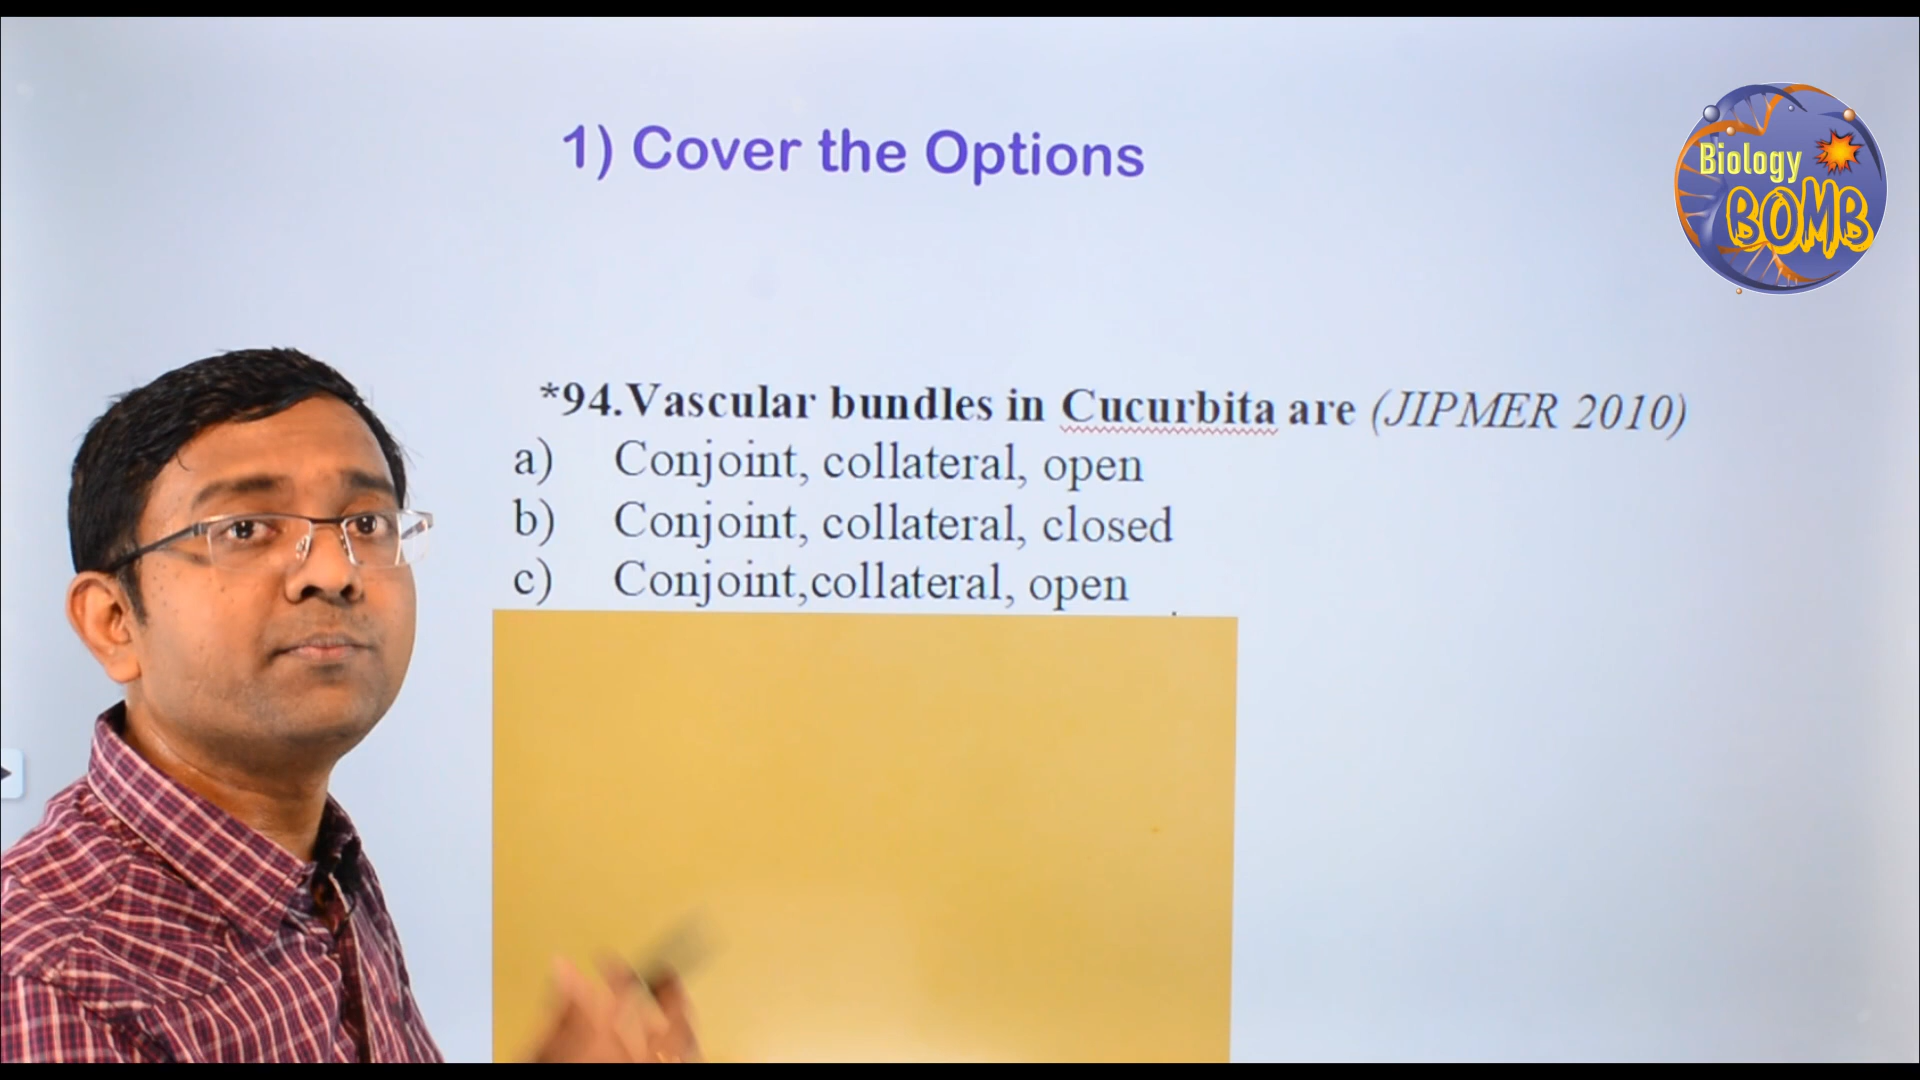 1) Cover the Options
Biology
BOMB
*94.Vascular bundles in Cucurbita are (JIPMER 2010)
a) Conjoint, collateral, open
b) Conjoint, collateral, closed
c) Conjoint,collateral, open